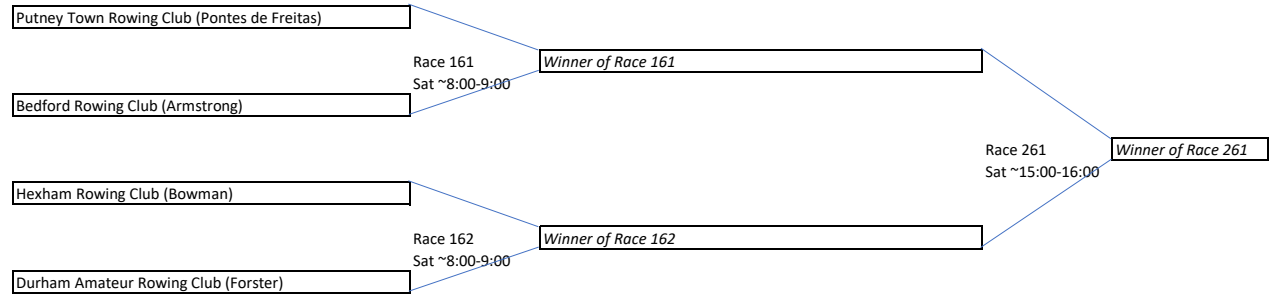 Putney Town Rowing Club (Pontes de Freitas)
Race 161
Sat ~8:00-9:00
Winner of Race 161
Bedford Rowing Club (Armstrong)
Race 261
Sat ~15:00-16:00
Winner of Race 261
Hexham Rowing Club (Bowman)
Race 162
Sat ~8:00-9:00
Winner of Race 162
Durham Amateur Rowing Club (Forster)